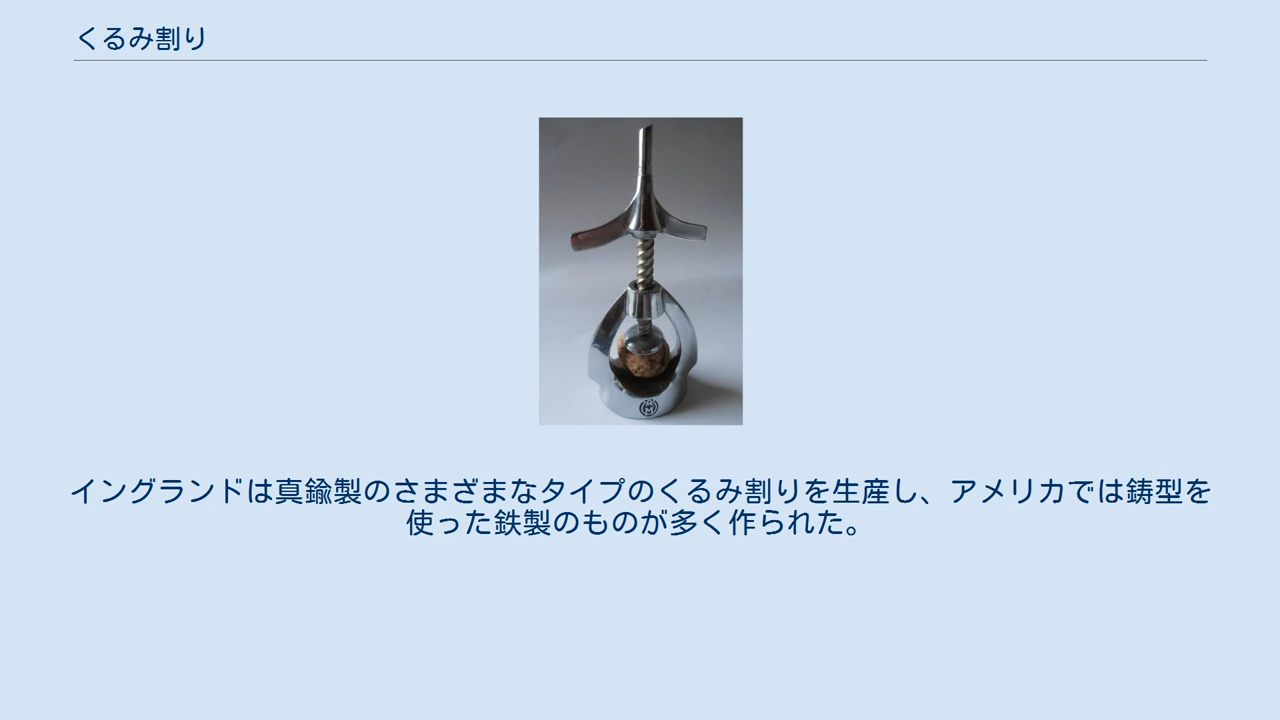 くるみ割り
イングランドは真鍮製のさまざまなタイプのくるみ割りを生産し、アメリカでは鋳型を
使った鉄製のものが多く作られた。